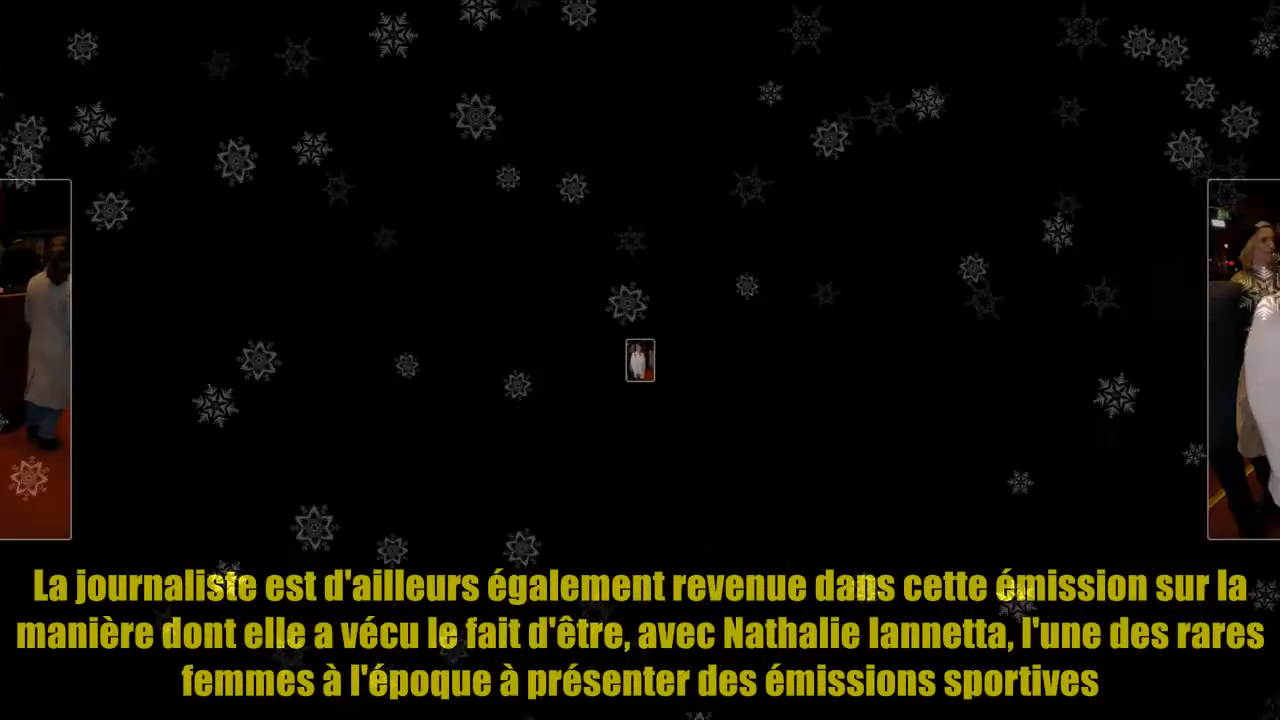 La journaliste est d'ailleurs également revenue dans cette émission sur la
manière dont elle a vécu le fait d'être, avec Nathalie Iannetta, l'une des rares
femmes à l'époque à présenter des émissions sportives